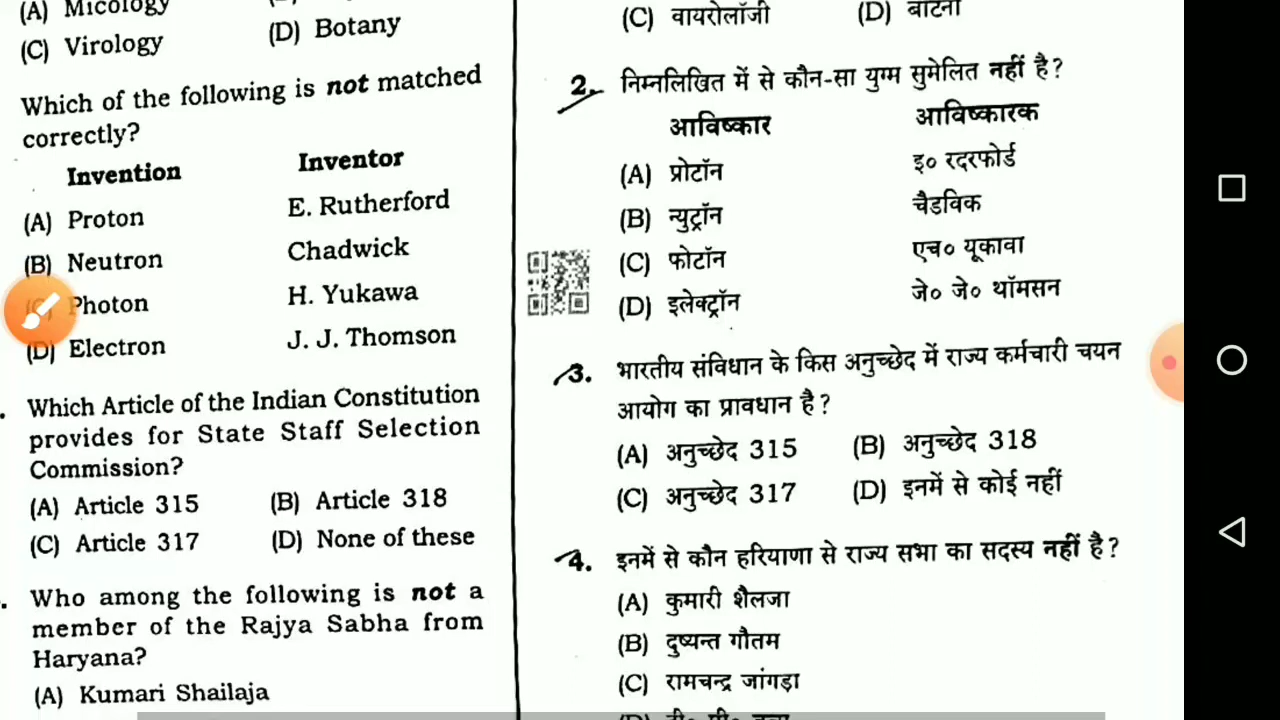 (A) Micology
(C) Virology
(D) Botany
Which of the following is not matched
correctly?
Invention Inventor
(A) Proton E. Rutherford
(B) Neutron Chadwick
Photon H. Yukawa
(D) Electron J. J. Thomson
Which Article of the Indian Constitution
provides for State Staff Selection
Commission?
(A) Article 315 (B) Article 318
(C) Article 317 (D) None of these
Who among the following is not a
member of the Rajya Sabha from
Haryana?
(A) Kumari Shailaja
(C) वायरोलॉजी (D) बॉटनी
2. निम्नलिखित में से कौन-सा युग्म सुमेलित नहीं है?
आविष्कार आविष्कारक
(A) प्रोटॉन इ० रदरफोर्ड
(B) न्युट्रॉन चैडविक
(C) फोटॉन एच० यूकावा
(D) इलेक्ट्रॉन जे० जे० थॉमसन
3. भारतीय संविधान के किस अनुच्छेद में राज्य कर्मचारी चयन
आयोग का प्रावधान है?
(A) अनुच्छेद 315 (B) अनुच्छेद 318
(C) अनुच्छेद 317 (D) इनमें से कोई नहीं
4. इनमें से कौन हरियाणा से राज्य सभा का सदस्य नहीं है?
(A) कुमारी शैलजा
(B) दुष्यन्त गौतम
(C) रामचन्द्र जांगड़ा